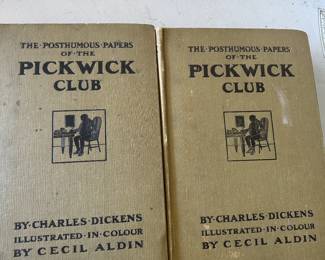 THE·POSTHUMOUS·PAPERS
OF·THE
PICKWICK
CLUB
BY·CHARLES·DICKENS
ILLUSTRATED·IN·COLOUR
BY CECIL ALDIN
THE·POSTHUMOUS·PAPERS
OF·THE
PICKWICK
CLUB
BY·CHARLES·DICKENS
ILLUSTRATED·IN·COLOUR
BY CECIL ALDIN